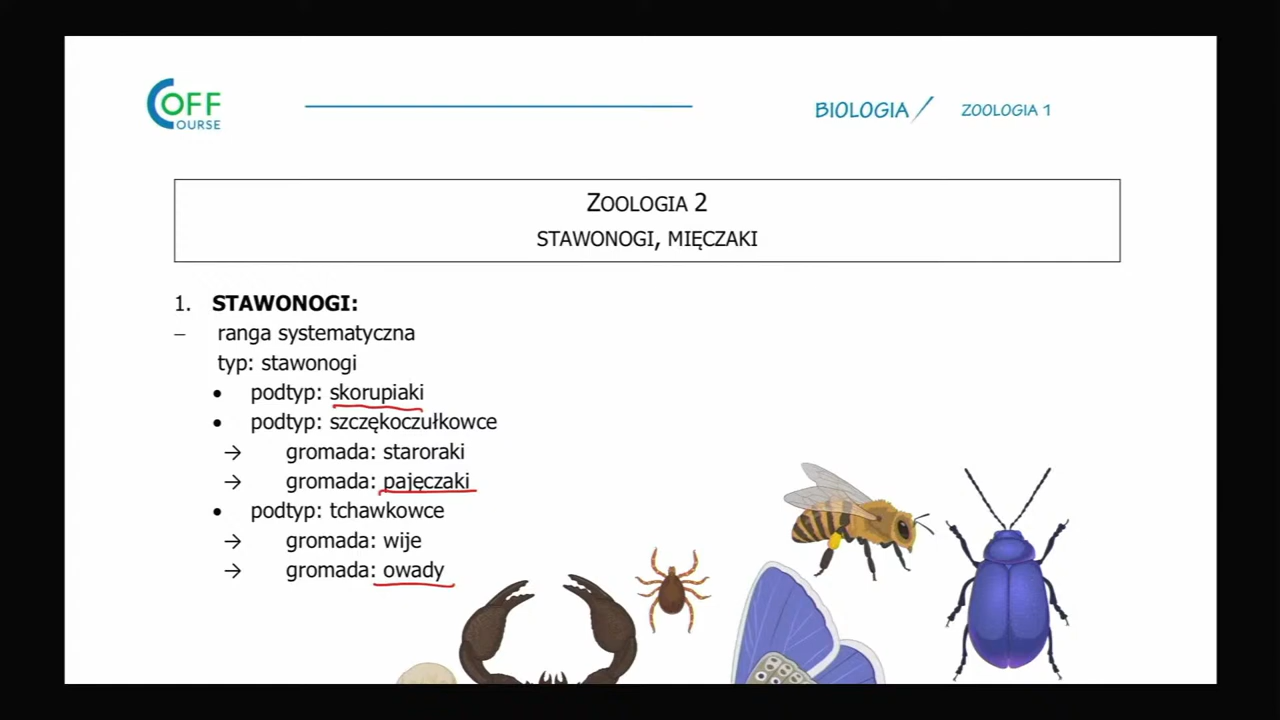 COFF
OURSE
BIOLOGIA/ ZOOLOGIA 1
ZOOLOGIA 2
STAWONOGI, MIĘCZAKI
1. STAWONOGI:
– ranga systematyczna
typ: stawonogi
• podtyp: skorupiaki
• podtyp: szczękoczułkowce
→ gromada: staroraki
→ gromada: pajęczaki
• podtyp: tchawkowce
→ gromada: wije
→ gromada: owady